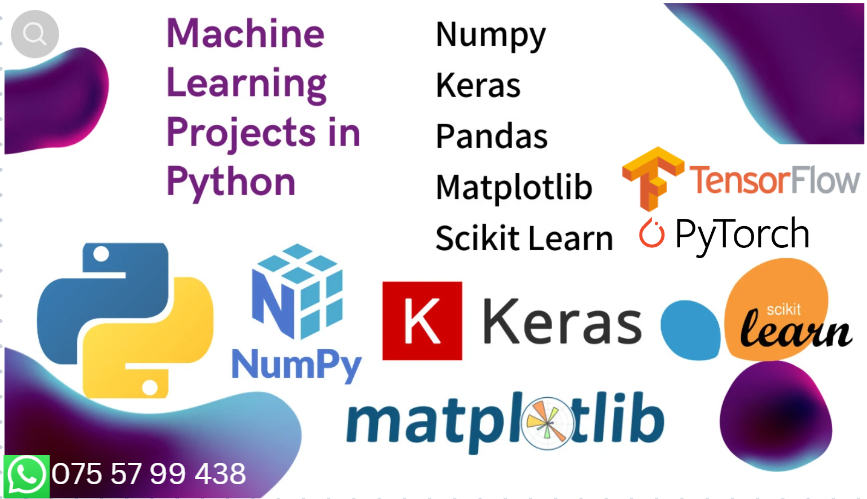 Machine
Learning
Projects in
Python
Numpy
Keras
Pandas
Matplotlib
Scikit Learn
TensorFlow
PyTorch
N
NumPy
K Keras
scikit
learn
matplotlib
075 57 99 438